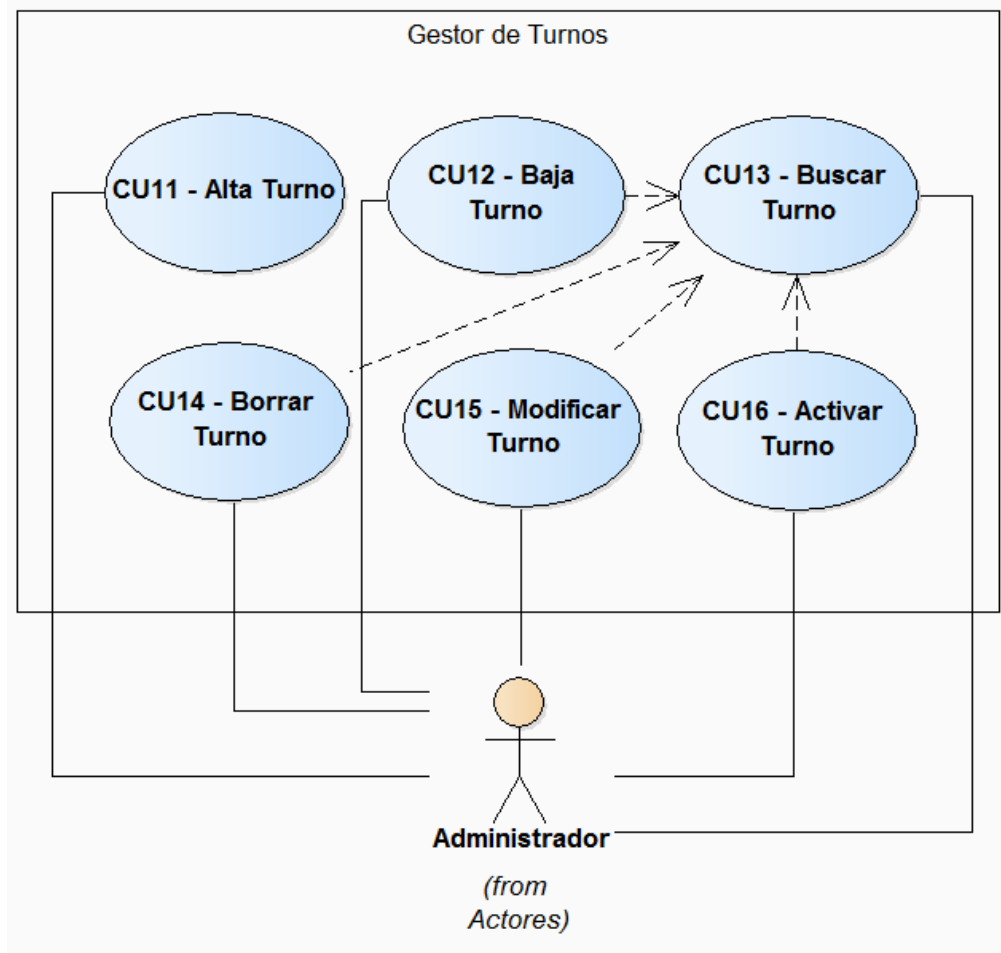 Gestor de Turnos
CU11 - Alta Turno
CU12 - Baja
Turno
CU13 - Buscar
Turno
CU14 - Borrar
Turno
CU15 - Modificar
Turno
CU16 - Activar
Turno
Administrador
(from
Actores)